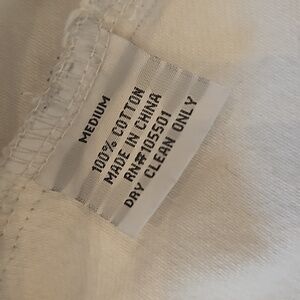 MEDIUM
100% COTTON
MADE IN CHINA
RN#105501
DRY CLEAN ONLY